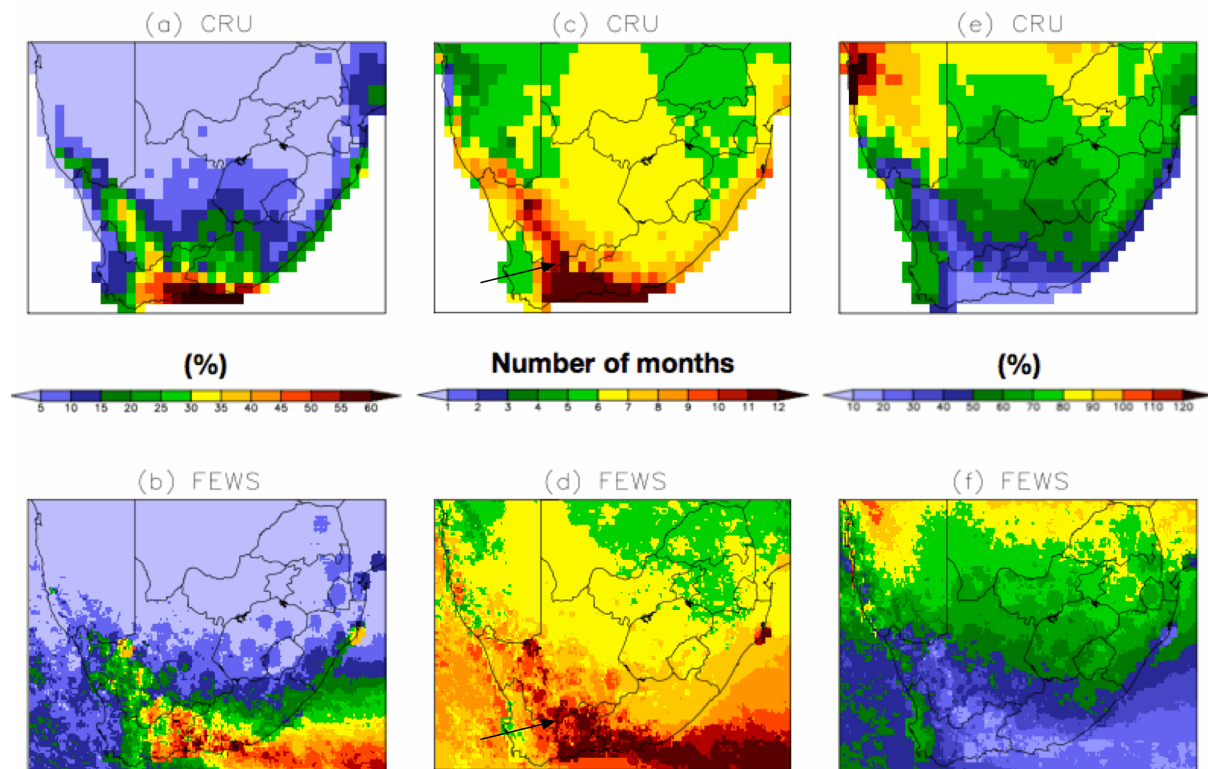 (a) CRU
(c) CRU
(e) CRU
(%)
Number of months
(%)
5 10 15 20 25 30 35 40 45 50 55 60
1 2 3 4 5 6 7 8 9 10 11 12
10 20 30 40 50 60 70 80 90 100 110 120
(b) FEWS
(d) FEWS
(f) FEWS